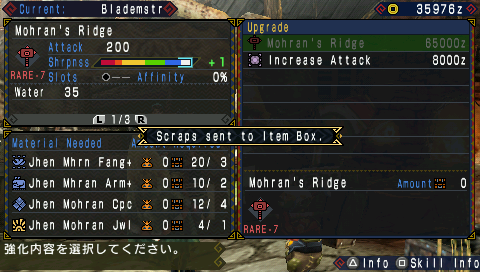 Current: Blademstr
35976z
Mohran's Ridge
Attack 200
Shrpnss +1
RARE-7 Slots ●―― Affinity 0%
Water 35
L 1/3 R
Upgrade
Mohran's Ridge 65000z
Increase Attack 8000z
Scraps sent to Item Box.
Material Needed
Jhen Mhrn Fang+ 0 20/ 3
Jhen Mhran Arm+ 0 10/ 2
Jhen Mohran Cpc 0 12/ 4
Jhen Mohran Jwl 0 4/ 1
Mohran's Ridge Amount 0
RARE-7
強化内容を選択してください。
△Info □Skill Info